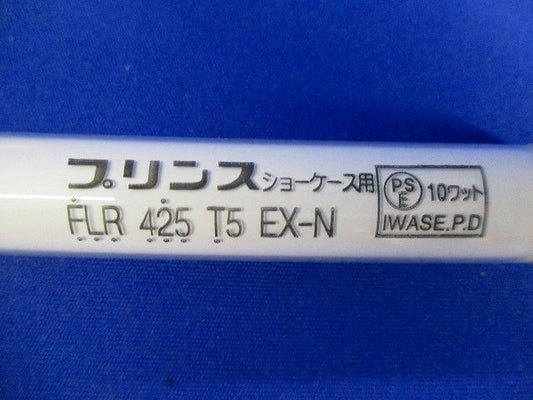 プリンス ショーケース用
FLR 425 T5 EX-N
PS E 10ワット
IWASE.P.D